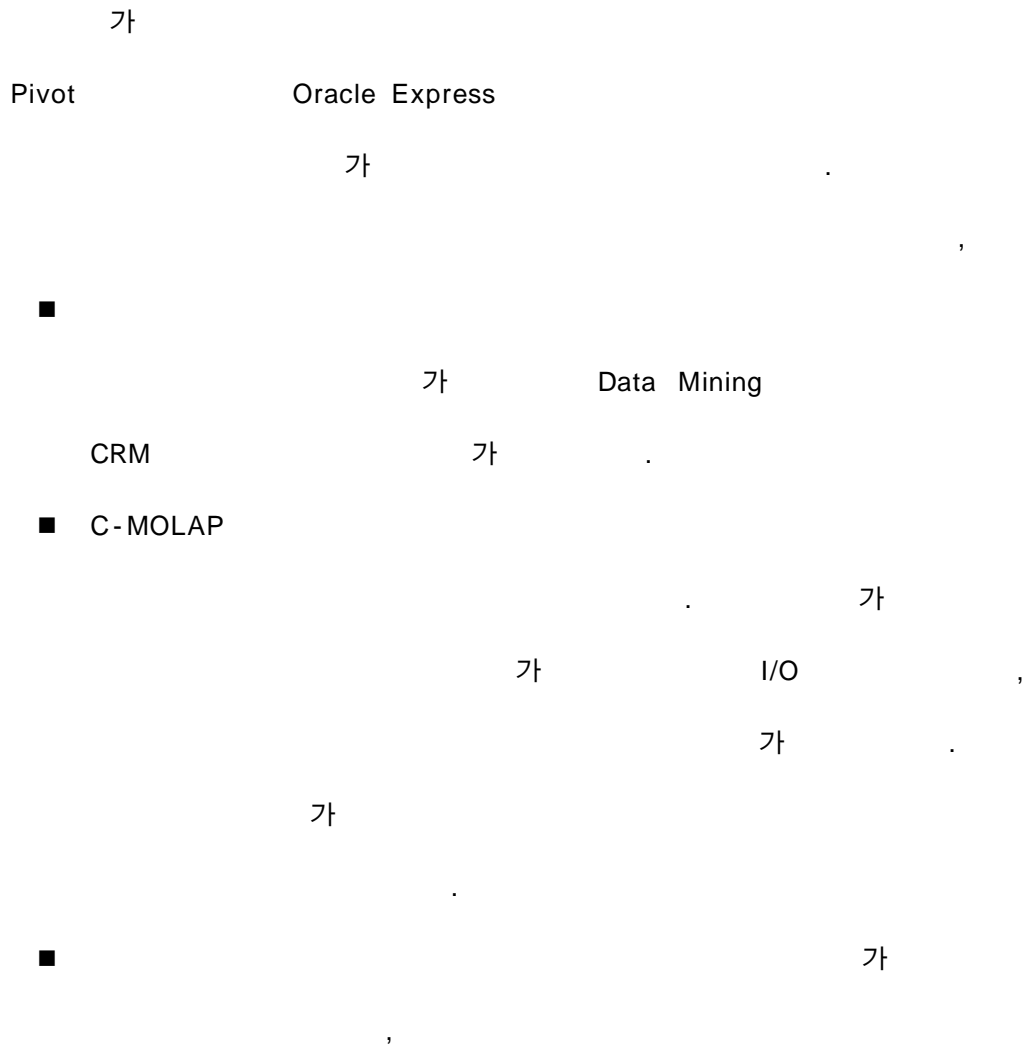 가
Pivot Oracle Express
가 .
,
■
가 Data Mining
CRM 가 .
■ C-MOLAP
. 가
가 I/O ,
가 .
가
.
■ 가
,